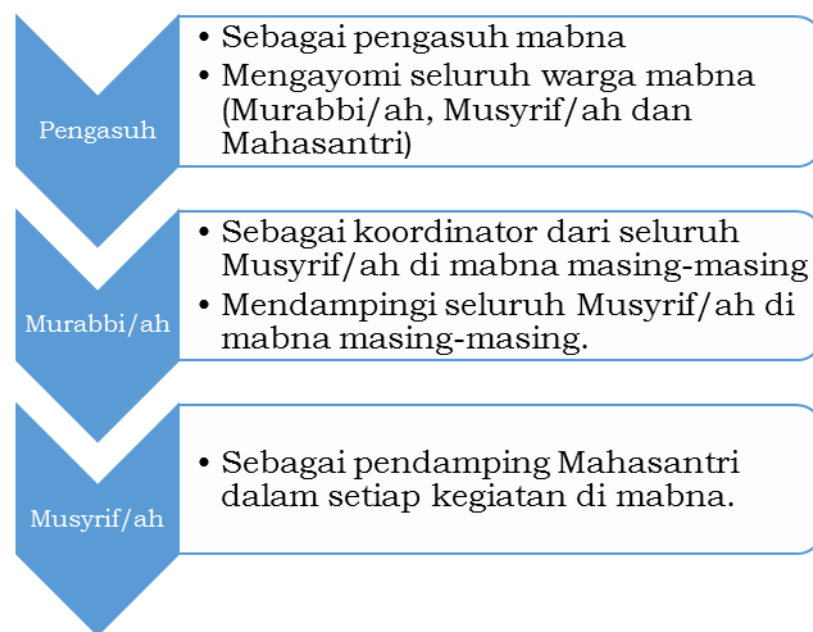 Pengasuh
• Sebagai pengasuh mabna
• Mengayomi seluruh warga mabna
(Murabbi/ah, Musyrif/ah dan
Mahasantri)
Murabbi/ah
• Sebagai koordinator dari seluruh
Musyrif/ah di mabna masing-masing
• Mendampingi seluruh Musyrif/ah di
mabna masing-masing.
Musyrif/ah
• Sebagai pendamping Mahasantri
dalam setiap kegiatan di mabna.